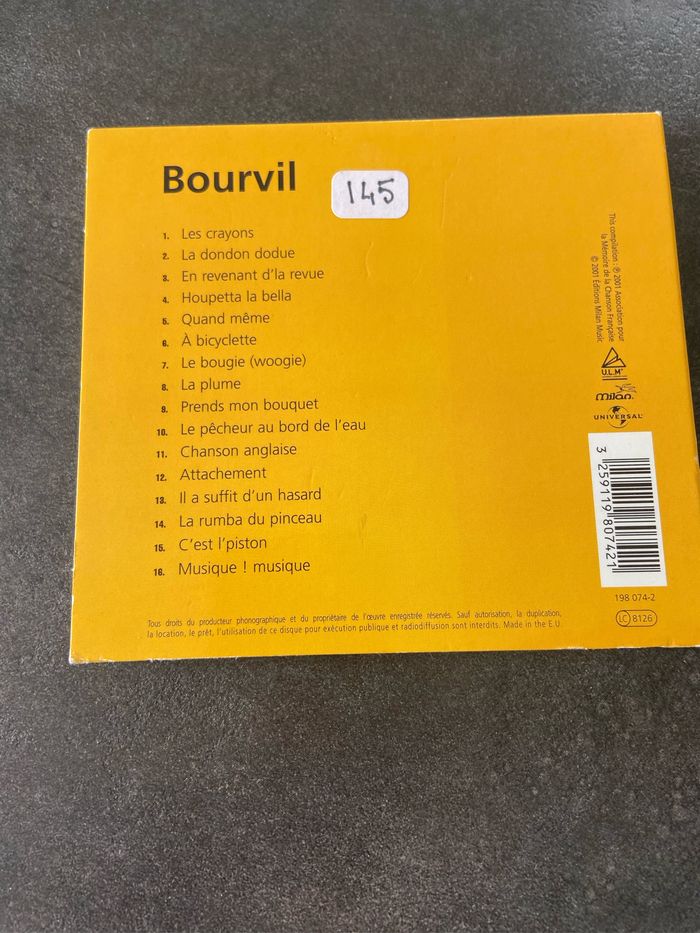 Bourvil
145
1. Les crayons
2. La dondon dodue
3. En revenant d'la revue
4. Houpetta la bella
5. Quand même
6. À bicyclette
7. Le bougie (woogie)
8. La plume
9. Prends mon bouquet
10. Le pêcheur au bord de l'eau
11. Chanson anglaise
12. Attachement
13. Il a suffit d'un hasard
14. La rumba du pinceau
15. C'est l'piston
16. Musique ! musique
This compilation : ℗ 2001 Association pour
la Mémoire de la Chanson Française
© 2001 Éditions Milan Music
U.L.M
milan
UNIVERSAL
3 259119 807421
198 074-2
LC 8126
Tous droits du producteur phonographique et du propriétaire de l'œuvre enregistrée réservés. Sauf autorisation, la duplication,
la location, le prêt, l'utilisation de ce disque pour exécution publique et radiodiffusion sont interdits. Made in the E.U.